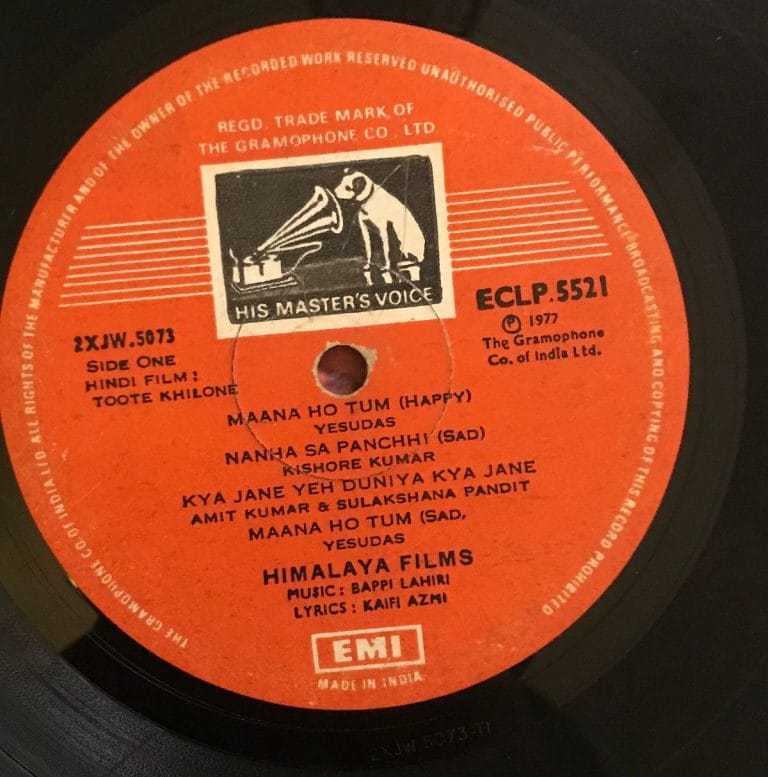 THE GRAMOPHONE CO. OF INDIA LTD. ALL RIGHTS OF THE MANUFACTURER AND OF THE OWNER OF THE RECORDED WORK RESERVED UNAUTHORISED PUBLIC PERFORMANCE BROADCASTING AND COPYING OF THIS RECORD PROHIBITED
REGD. TRADE MARK OF
THE GRAMOPHONE CO., LTD
HIS MASTER'S VOICE
ECLP.5521
Ⓟ 1977
The Gramophone
Co. of India Ltd.
2XJW.5073
SIDE ONE
HINDI FILM:
TOOTE KHILONE
MAANA HO TUM (HAPPY)
YESUDAS
NANHA SA PANCHHI (SAD)
KISHORE KUMAR
KYA JANE YEH DUNIYA KYA JANE
AMIT KUMAR & SULAKSHANA PANDIT
MAANA HO TUM (SAD,
YESUDAS
HIMALAYA FILMS
MUSIC: BAPPI LAHIRI
LYRICS: KAIFI AZMI
EMI
MADE IN INDIA
2XJW 5073-T1